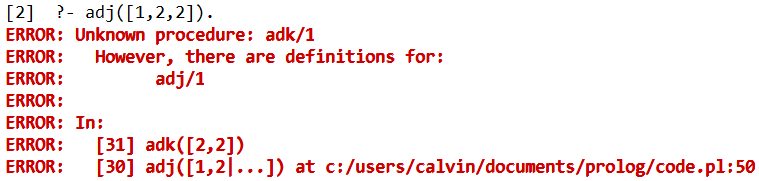 [2]  ?- adj([1,2,2]).
ERROR: Unknown procedure: adk/1
ERROR:   However, there are definitions for:
ERROR:         adj/1
ERROR:
ERROR: In:
ERROR:   [31] adk([2,2])
ERROR:   [30] adj([1,2|...]) at c:/users/calvin/documents/prolog/code.pl:50